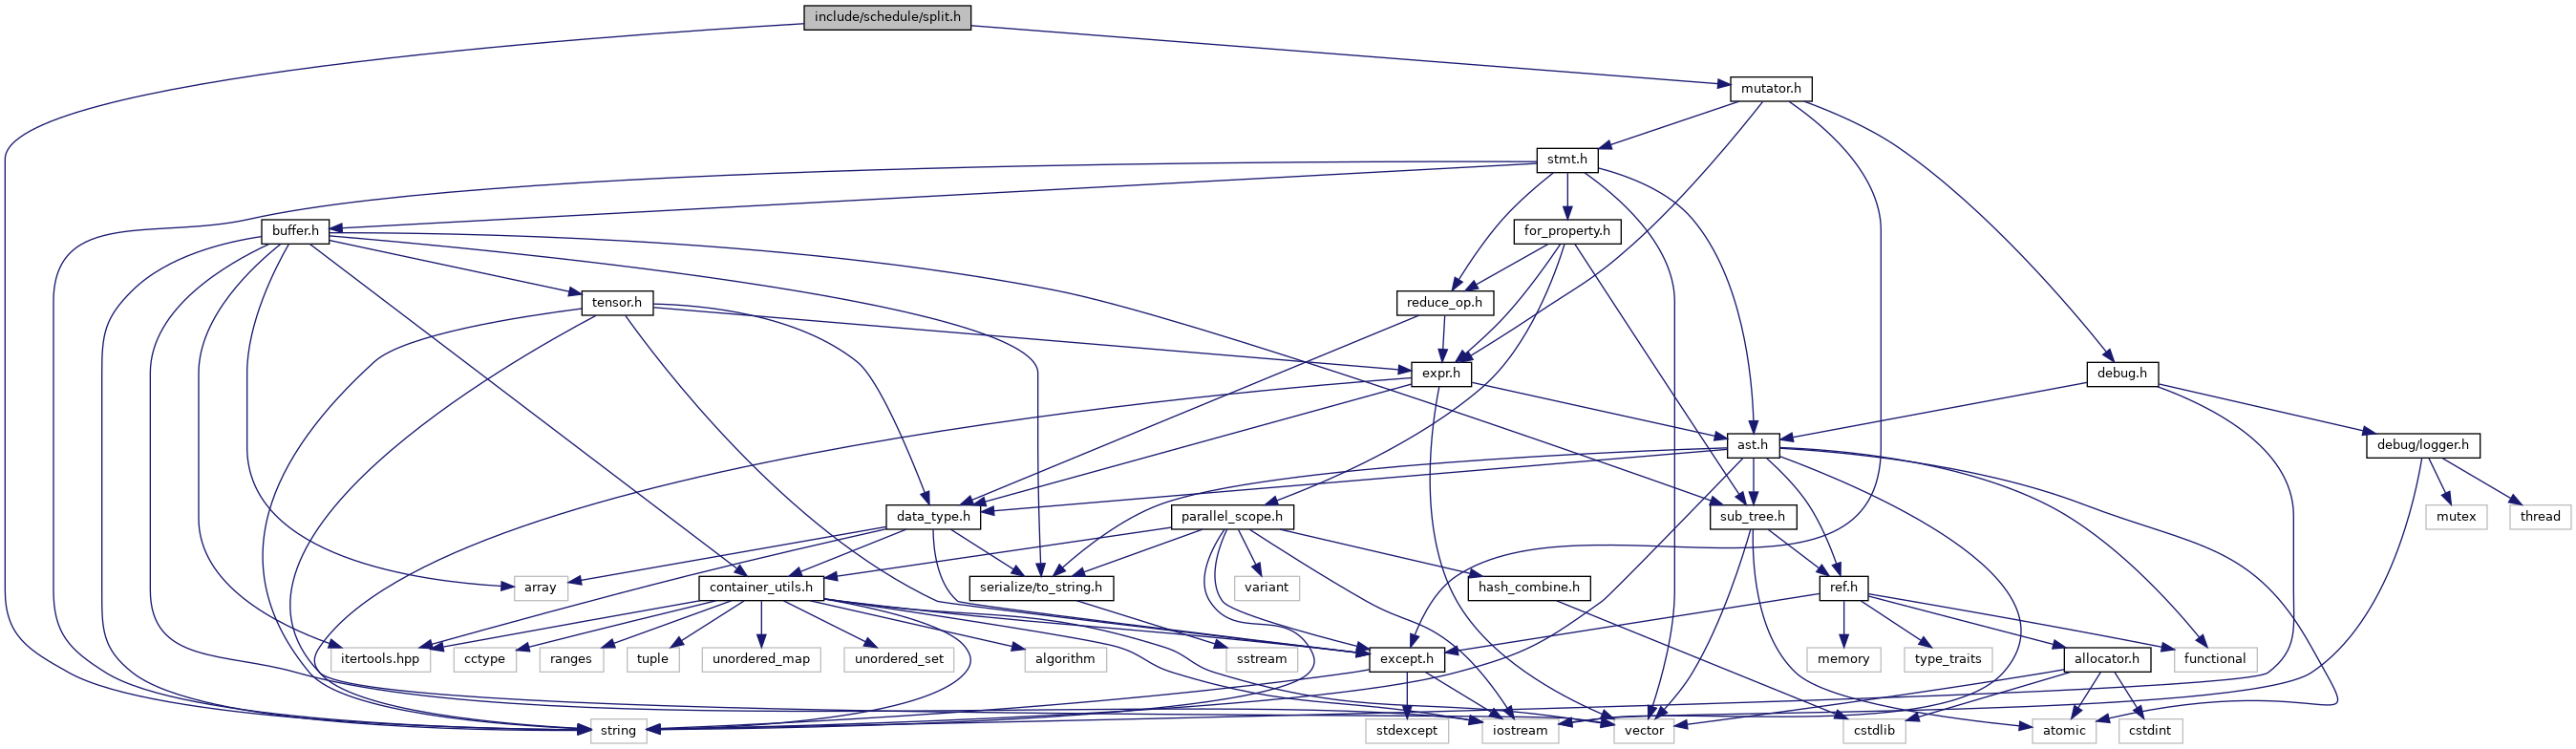 include/schedule/split.h
mutator.h
stmt.h
buffer.h
for_property.h
tensor.h
reduce_op.h
expr.h
debug.h
ast.h
debug/logger.h
data_type.h
parallel_scope.h
sub_tree.h
mutex
thread
array
container_utils.h
serialize/to_string.h
variant
hash_combine.h
ref.h
itertools.hpp
cctype
ranges
tuple
unordered_map
unordered_set
algorithm
sstream
except.h
memory
type_traits
allocator.h
functional
string
stdexcept
iostream
vector
cstdlib
atomic
cstdint